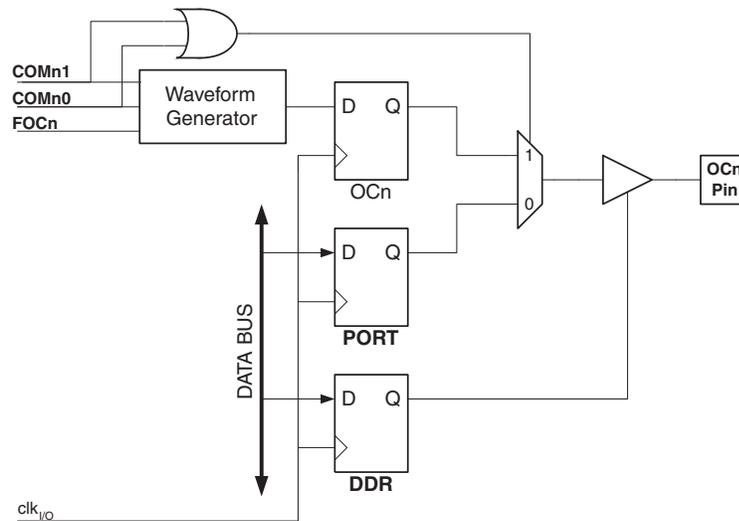 COMn1
COMn0
FOCn
Waveform
Generator
D Q
OCn
1
0
OCn
Pin
D Q
PORT
DATA BUS
D Q
DDR
clkI/O